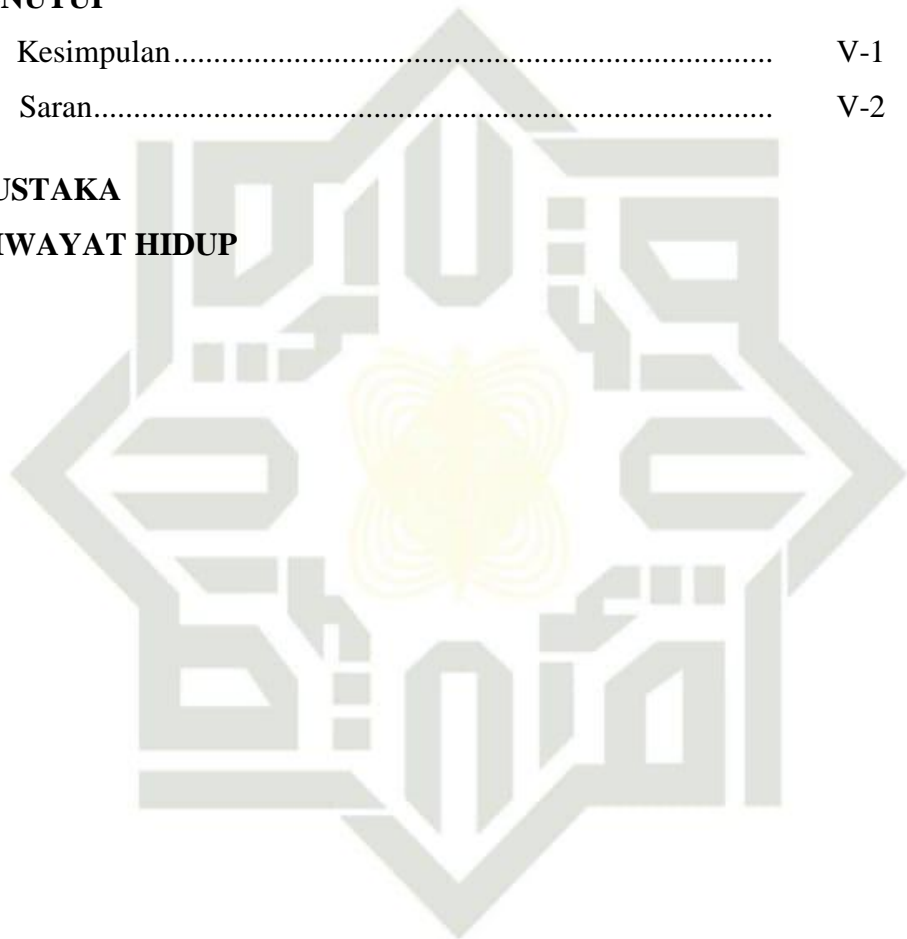 NUTUP
Kesimpulan.......................................................................... V-1
Saran.................................................................................... V-2
USTAKA
IWAYAT HIDUP